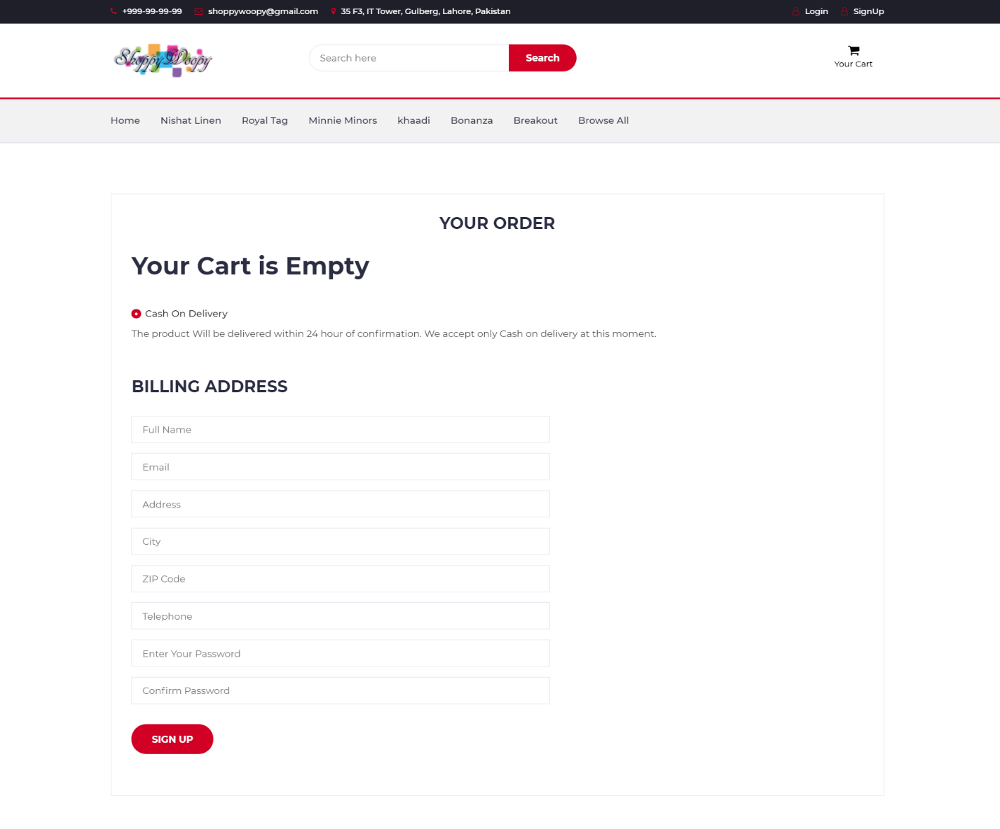 +999-99-99-99 shoppywoopy@gmail.com 35 F3, IT Tower, Gulberg, Lahore, Pakistan Login SignUp
ShoppyWoopy Search here Search Your Cart
Home Nishat Linen Royal Tag Minnie Minors khaadi Bonanza Breakout Browse All
YOUR ORDER
Your Cart is Empty
Cash On Delivery
The product Will be delivered within 24 hour of confirmation. We accept only Cash on delivery at this moment.
BILLING ADDRESS
Full Name
Email
Address
City
ZIP Code
Telephone
Enter Your Password
Confirm Password
SIGN UP